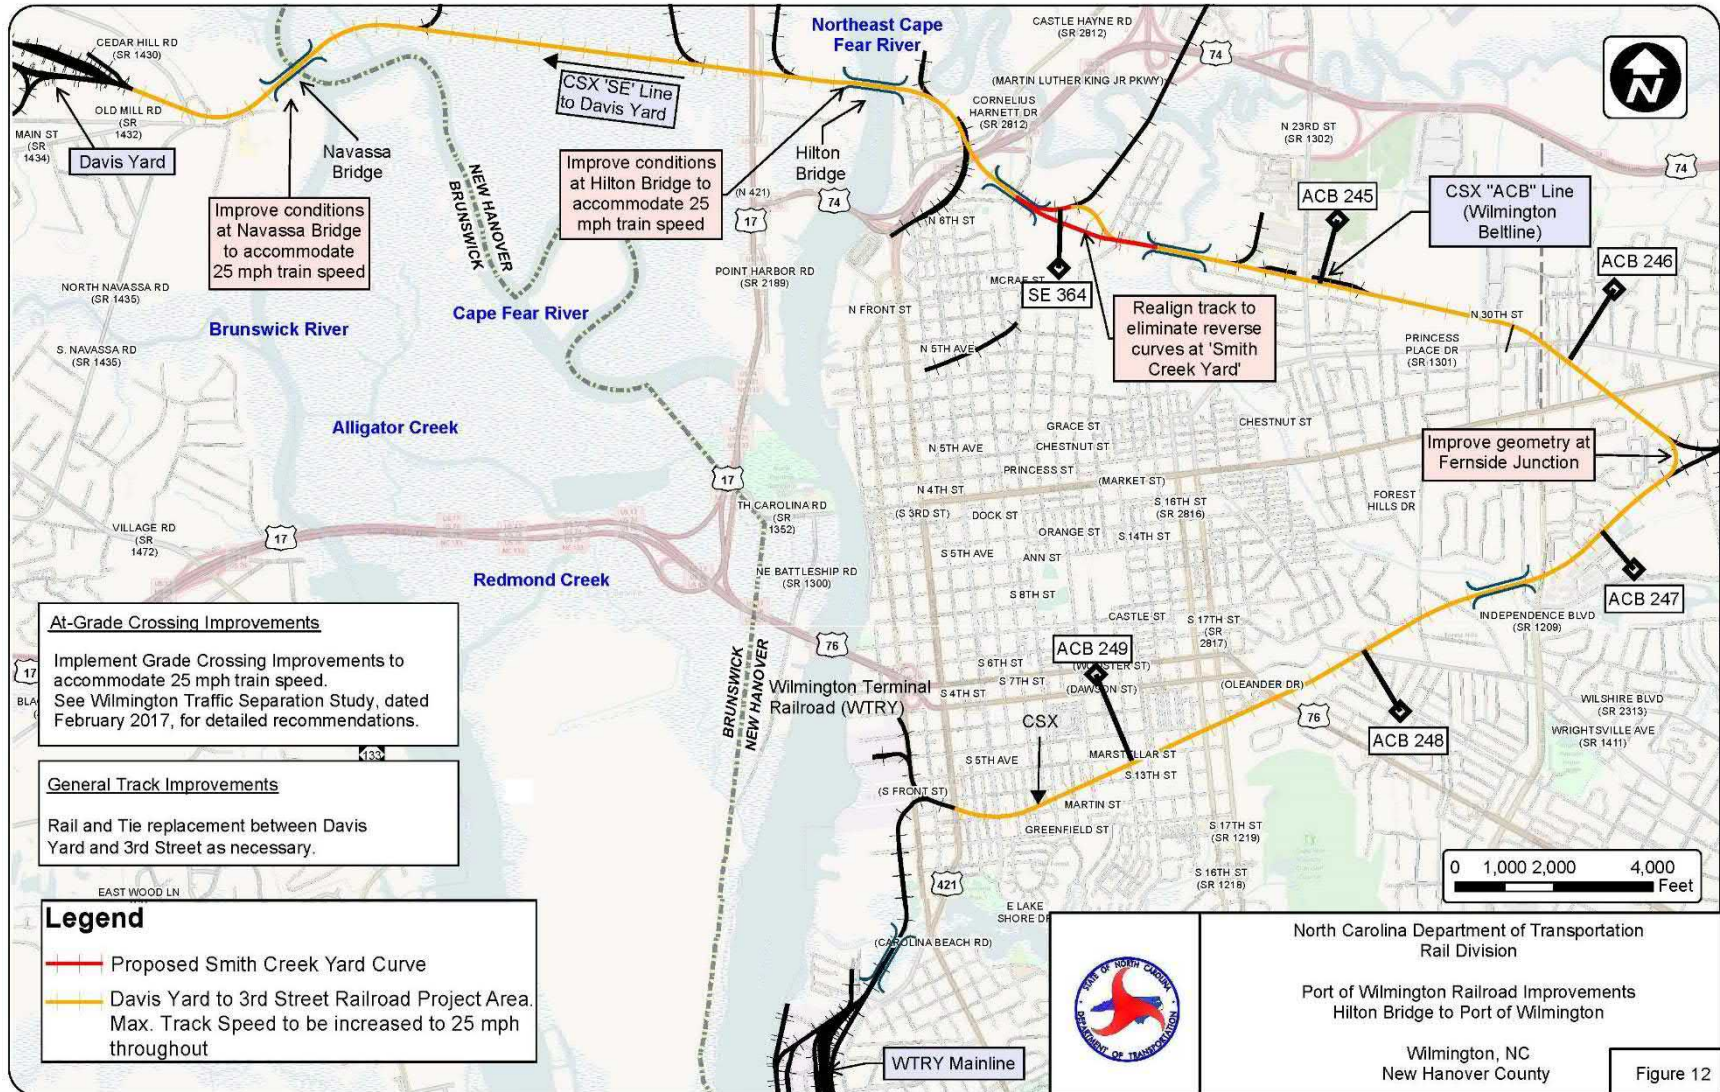 CEDAR HILL RD
(SR 1430)
OLD MILL RD
(SR
1432)
MAIN ST
(SR
1434)
Davis Yard
Navassa
Bridge
Improve conditions
at Navassa Bridge
to accommodate
25 mph train speed
CSX 'SE' Line
to Davis Yard
Improve conditions
at Hilton Bridge to
accommodate 25
mph train speed
Hilton
Bridge
Northeast Cape
Fear River
CASTLE HAYNE RD
(SR 2812)
74
(MARTIN LUTHER KING JR PKWY)
CORNELIUS
HARNETT DR
(SR 2812)
N 23RD ST
(SR 1302)
74
N
NEW HANOVER
BRUNSWICK
(N 421)
17
74
N 6TH ST
ACB 245
CSX "ACB" Line
(Wilmington
Beltline)
ACB 246
POINT HARBOR RD
(SR 2189)
MCRAE ST
SE 364
Realign track to
eliminate reverse
curves at 'Smith
Creek Yard'
N 30TH ST
PRINCESS
PLACE DR
(SR 1301)
NORTH NAVASSA RD
(SR 1435)
Brunswick River
Cape Fear River
N FRONT ST
N 5TH AVE
S. NAVASSA RD
(SR 1435)
Alligator Creek
GRACE ST
CHESTNUT ST
CHESTNUT ST
N 5TH AVE
PRINCESS ST
Improve geometry at
Fernside Junction
17
N 4TH ST
(MARKET ST)
(S 3RD ST)
DOCK ST
S 16TH ST
(SR 2816)
FOREST
HILLS DR
TH CAROLINA RD
(SR
1352)
ORANGE ST
S 14TH ST
VILLAGE RD
(SR
1472)
17
S 5TH AVE
ANN ST
Redmond Creek
NE BATTLESHIP RD
(SR 1300)
S 8TH ST
ACB 247
CASTLE ST
S 17TH ST
(SR
2817)
INDEPENDENCE BLVD
(SR 1209)
At-Grade Crossing Improvements
Implement Grade Crossing Improvements to
accommodate 25 mph train speed.
See Wilmington Traffic Separation Study, dated
February 2017, for detailed recommendations.
17
133
76
BRUNSWICK
NEW HANOVER
Wilmington Terminal
Railroad (WTRY)
ACB 249
S 6TH ST
(WOOSTER ST)
S 7TH ST
S 4TH ST
(DAWSON ST)
(OLEANDER DR)
76
CSX
ACB 248
WILSHIRE BLVD
(SR 2313)
WRIGHTSVILLE AVE
(SR 1411)
S 5TH AVE
MARSTELLAR ST
S 13TH ST
(S FRONT ST)
MARTIN ST
GREENFIELD ST
S 17TH ST
(SR 1219)
S 16TH ST
(SR 1218)
General Track Improvements
Rail and Tie replacement between Davis
Yard and 3rd Street as necessary.
EAST WOOD LN
421
E LAKE
SHORE DR
(CAROLINA BEACH RD)
0 1,000 2,000 4,000
Feet
Legend
Proposed Smith Creek Yard Curve
Davis Yard to 3rd Street Railroad Project Area.
Max. Track Speed to be increased to 25 mph
throughout
WTRY Mainline
STATE OF NORTH CAROLINA
DEPARTMENT OF TRANSPORTATION
North Carolina Department of Transportation
Rail Division
Port of Wilmington Railroad Improvements
Hilton Bridge to Port of Wilmington
Wilmington, NC
New Hanover County
Figure 12